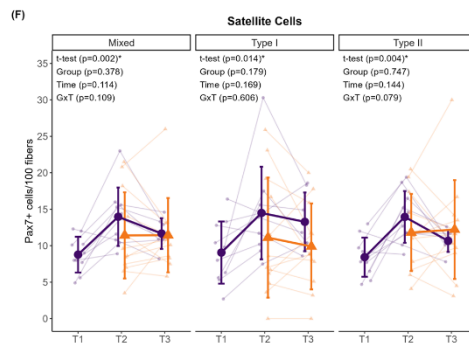 (F)
Satellite Cells
Mixed
Type I
Type II
t-test (p=0.002)*
Group (p=0.378)
Time (p=0.114)
GxT (p=0.109)
t-test (p=0.014)*
Group (p=0.179)
Time (p=0.169)
GxT (p=0.606)
t-test (p=0.004)*
Group (p=0.747)
Time (p=0.144)
GxT (p=0.079)
Pax7+ cells/100 fibers
35
30
25
20
15
10
5
0
T1 T2 T3
T1 T2 T3
T1 T2 T3